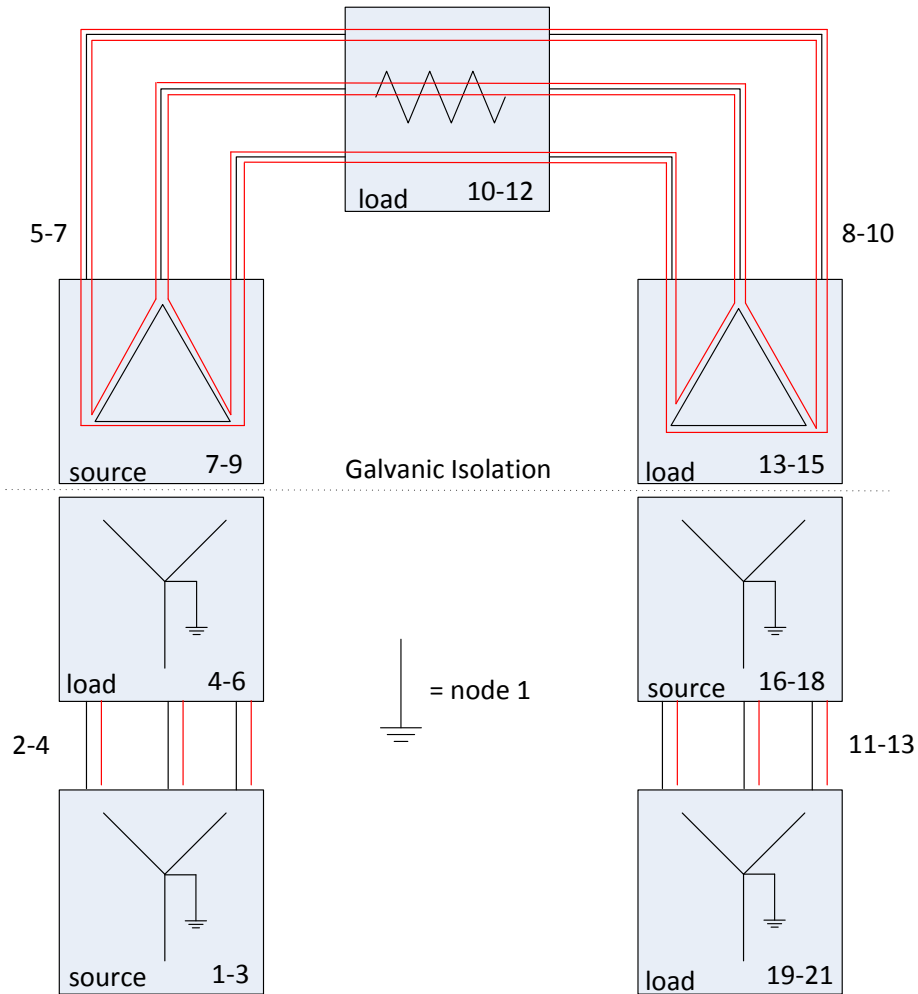 load
10-12
5-7
8-10
source
7-9
Galvanic Isolation
load
13-15
load
4-6
= node 1
source
16-18
2-4
11-13
source
1-3
load
19-21